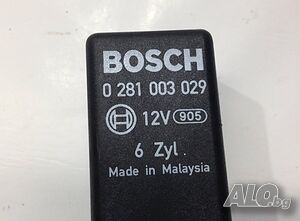 BOSCH
0 281 003 029
12V 905
6 Zyl
Made in Malaysia
ALO.bg